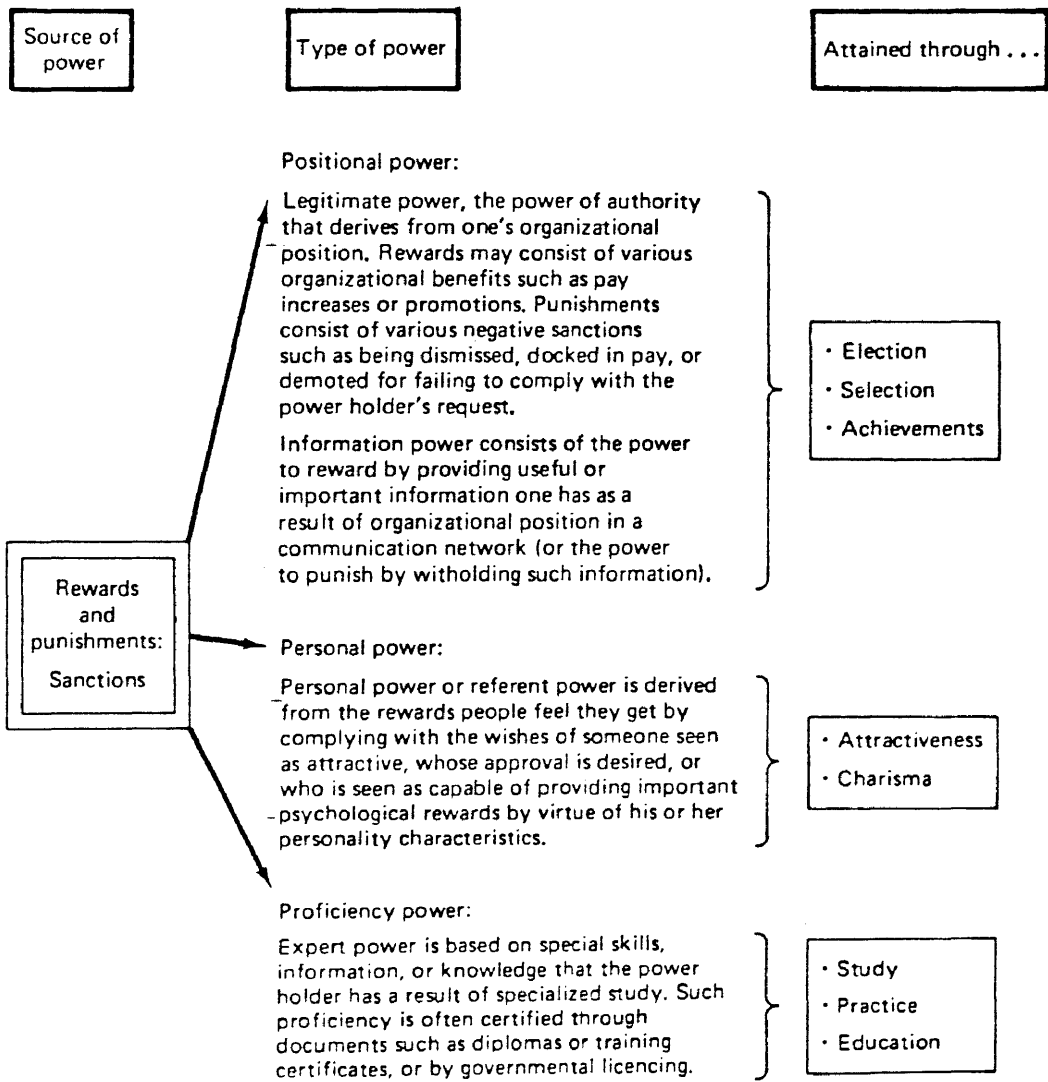 Source of
power
Type of power
Attained through . . .
Positional power:
Legitimate power, the power of authority
that derives from one's organizational
position. Rewards may consist of various
organizational benefits such as pay
increases or promotions. Punishments
consist of various negative sanctions
such as being dismissed, docked in pay, or
demoted for failing to comply with the
power holder's request.
Information power consists of the power
to reward by providing useful or
important information one has as a
result of organizational position in a
communication network (or the power
to punish by witholding such information).
· Election
· Selection
· Achievements
Rewards
and
punishments:
Sanctions
Personal power:
Personal power or referent power is derived
from the rewards people feel they get by
complying with the wishes of someone seen
as attractive, whose approval is desired, or
who is seen as capable of providing important
psychological rewards by virtue of his or her
personality characteristics.
· Attractiveness
· Charisma
Proficiency power:
Expert power is based on special skills,
information, or knowledge that the power
holder has a result of specialized study. Such
proficiency is often certified through
documents such as diplomas or training
certificates, or by governmental licencing.
· Study
· Practice
· Education